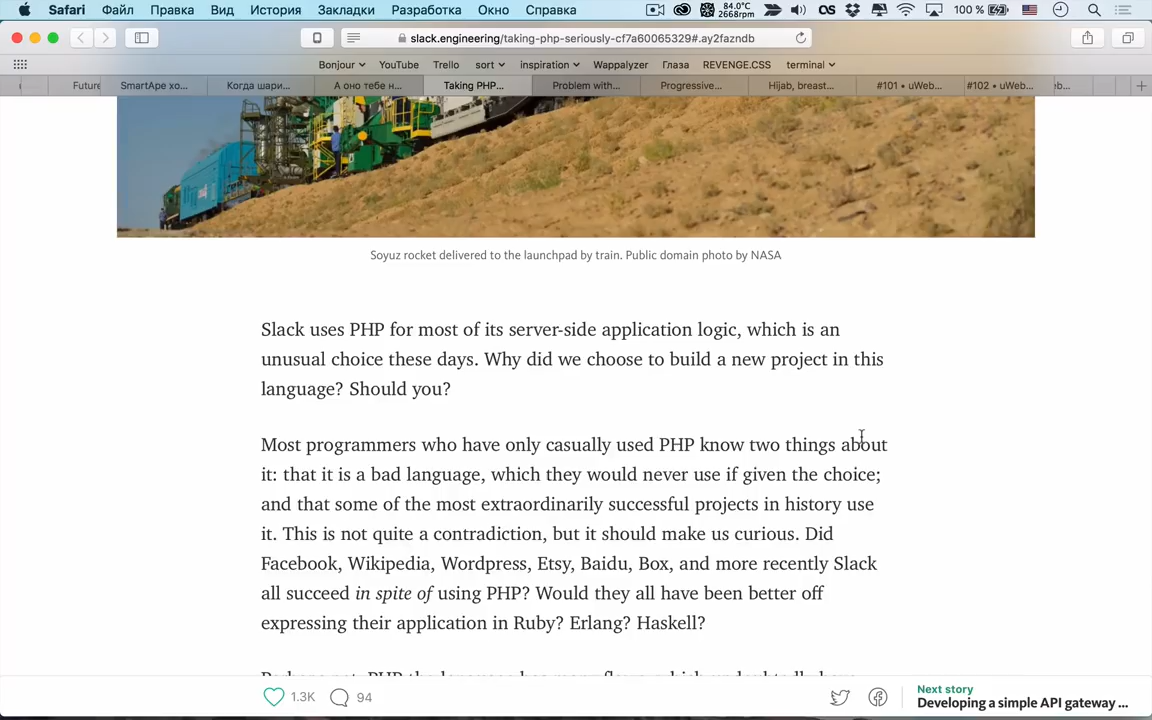 Safari Файл Правка Вид История Закладки Разработка Окно Справка 84.0°C 2668rpm 100 %
slack.engineering/taking-php-seriously-cf7a60065329#.ay2fazndb
Bonjour YouTube Trello sort inspiration Wappalyzer Глаза REVENGE.CSS terminal
Future SmartApe хо... Когда шари... А оно тебе н... Taking PHP... Problem with... Progressive... Hijab, breast... #101 • uWeb... #102 • uWeb...
Soyuz rocket delivered to the launchpad by train. Public domain photo by NASA
Slack uses PHP for most of its server-side application logic, which is an
unusual choice these days. Why did we choose to build a new project in this
language? Should you?
Most programmers who have only casually used PHP know two things about
it: that it is a bad language, which they would never use if given the choice;
and that some of the most extraordinarily successful projects in history use
it. This is not quite a contradiction, but it should make us curious. Did
Facebook, Wikipedia, Wordpress, Etsy, Baidu, Box, and more recently Slack
all succeed in spite of using PHP? Would they all have been better off
expressing their application in Ruby? Erlang? Haskell?
1.3K 94
Next story
Developing a simple API gateway ...